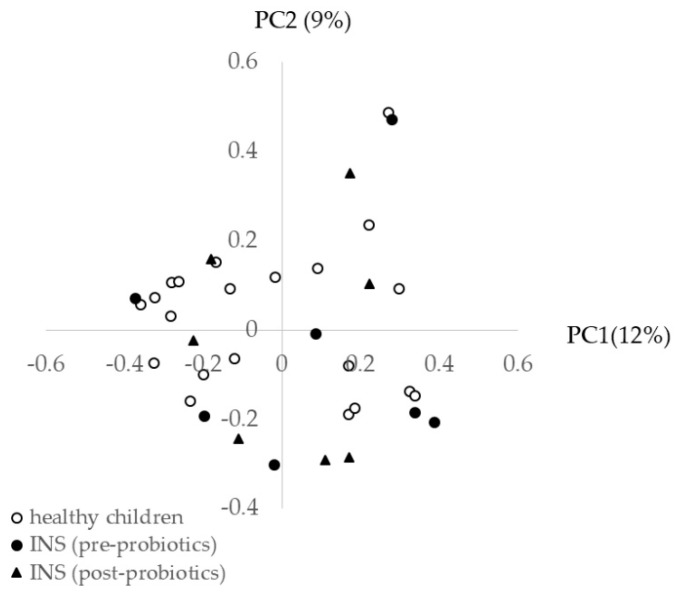 PC2 (9%)
0.6
0.4
0.2
0
PC1(12%)
-0.6 -0.4 -0.2 0 0.2 0.4 0.6
-0.2
-0.4
healthy children
INS (pre-probiotics)
INS (post-probiotics)